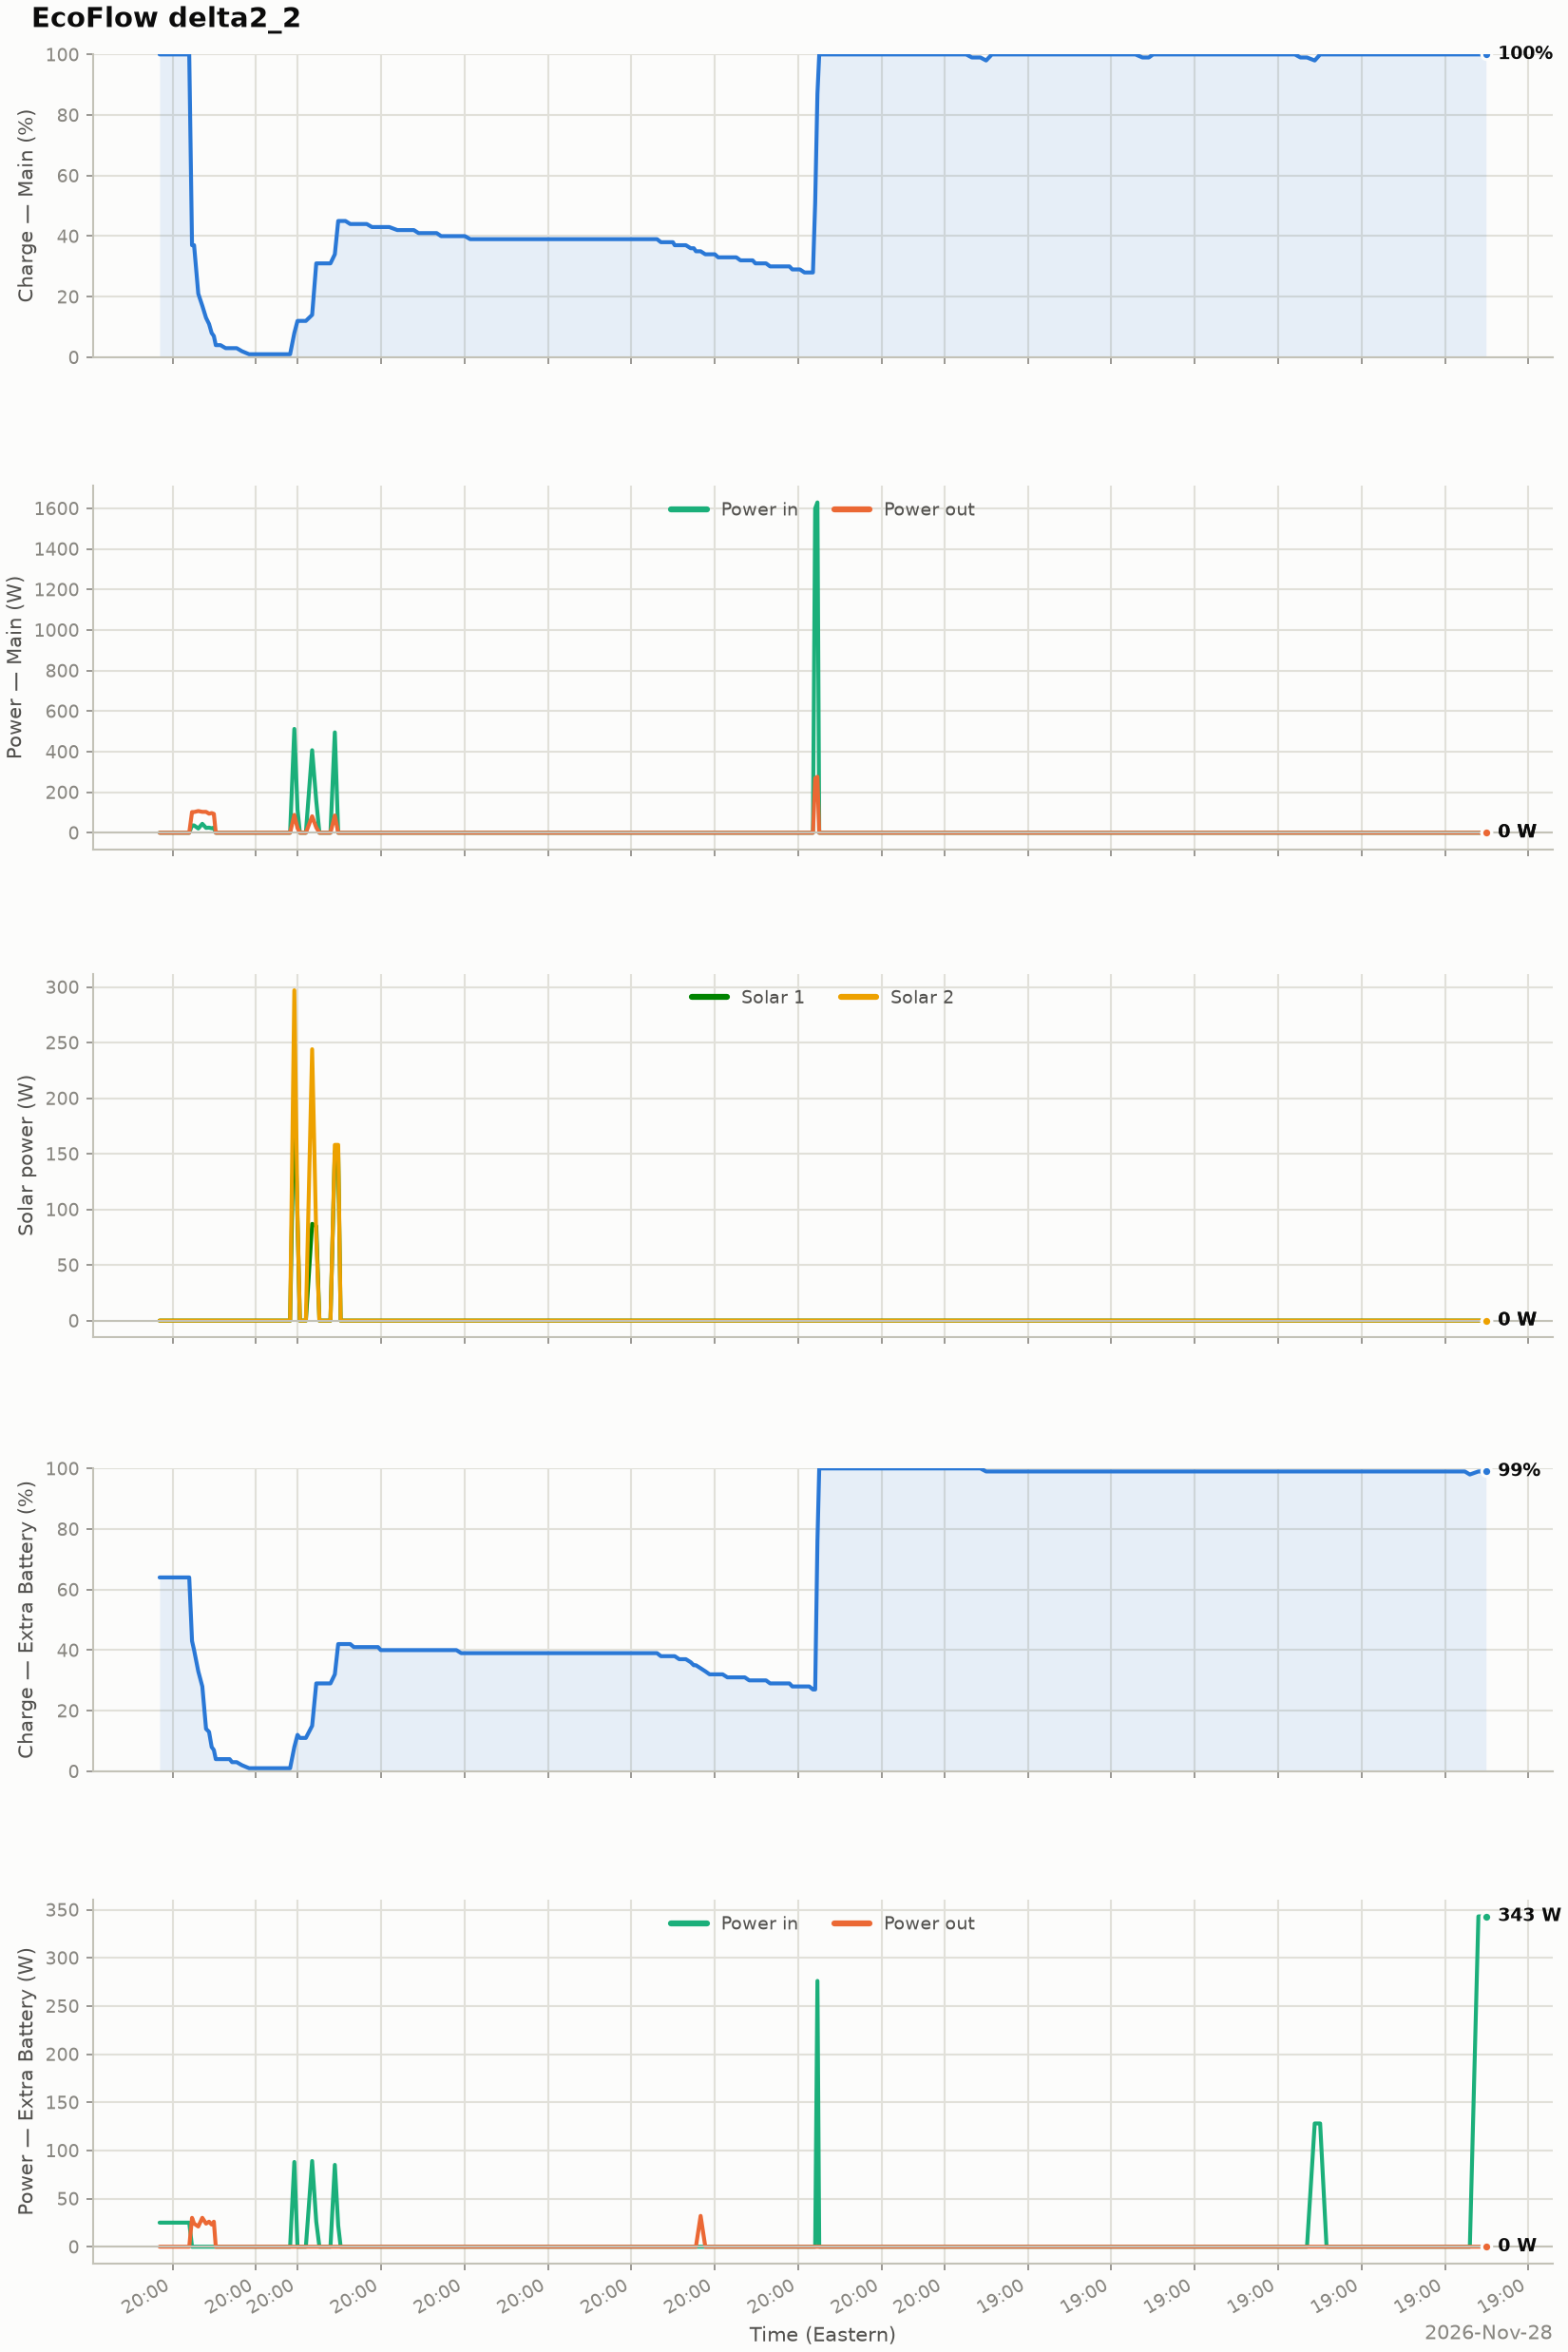 EcoFlow delta2_2
Charge — Main (%)
100
80
60
40
20
0
100%
Power — Main (W)
1600
1400
1200
1000
800
600
400
200
0
Power in
Power out
0 W
Solar power (W)
300
250
200
150
100
50
0
Solar 1
Solar 2
0 W
Charge — Extra Battery (%)
100
80
60
40
20
0
99%
Power — Extra Battery (W)
350
300
250
200
150
100
50
0
Power in
Power out
343 W
0 W
20:00 20:00 20:00 20:00 20:00 20:00 20:00 20:00 20:00 20:00 20:00 19:00 19:00 19:00 19:00 19:00 19:00 19:00
Time (Eastern)
2026-Nov-28